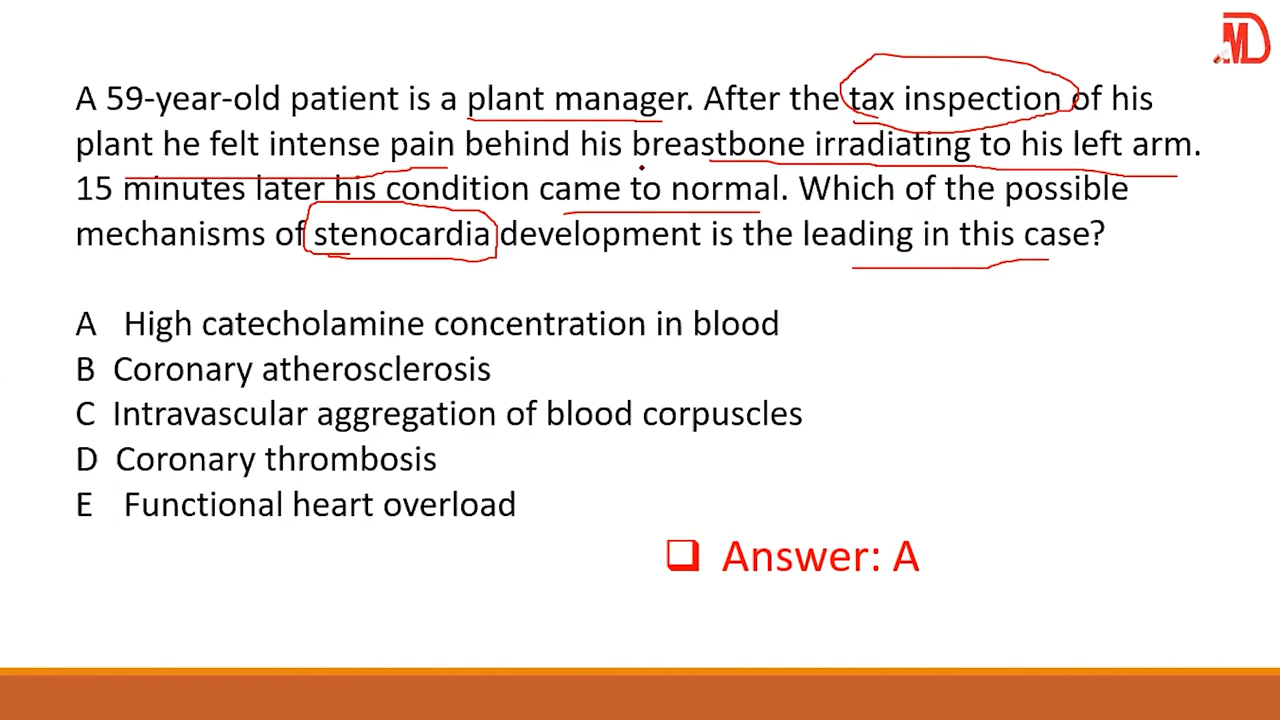 MD
A 59-year-old patient is a plant manager. After the tax inspection of his
plant he felt intense pain behind his breastbone irradiating to his left arm.
15 minutes later his condition came to normal. Which of the possible
mechanisms of stenocardia development is the leading in this case?
A High catecholamine concentration in blood
B Coronary atherosclerosis
C Intravascular aggregation of blood corpuscles
D Coronary thrombosis
E Functional heart overload
❑ Answer: A